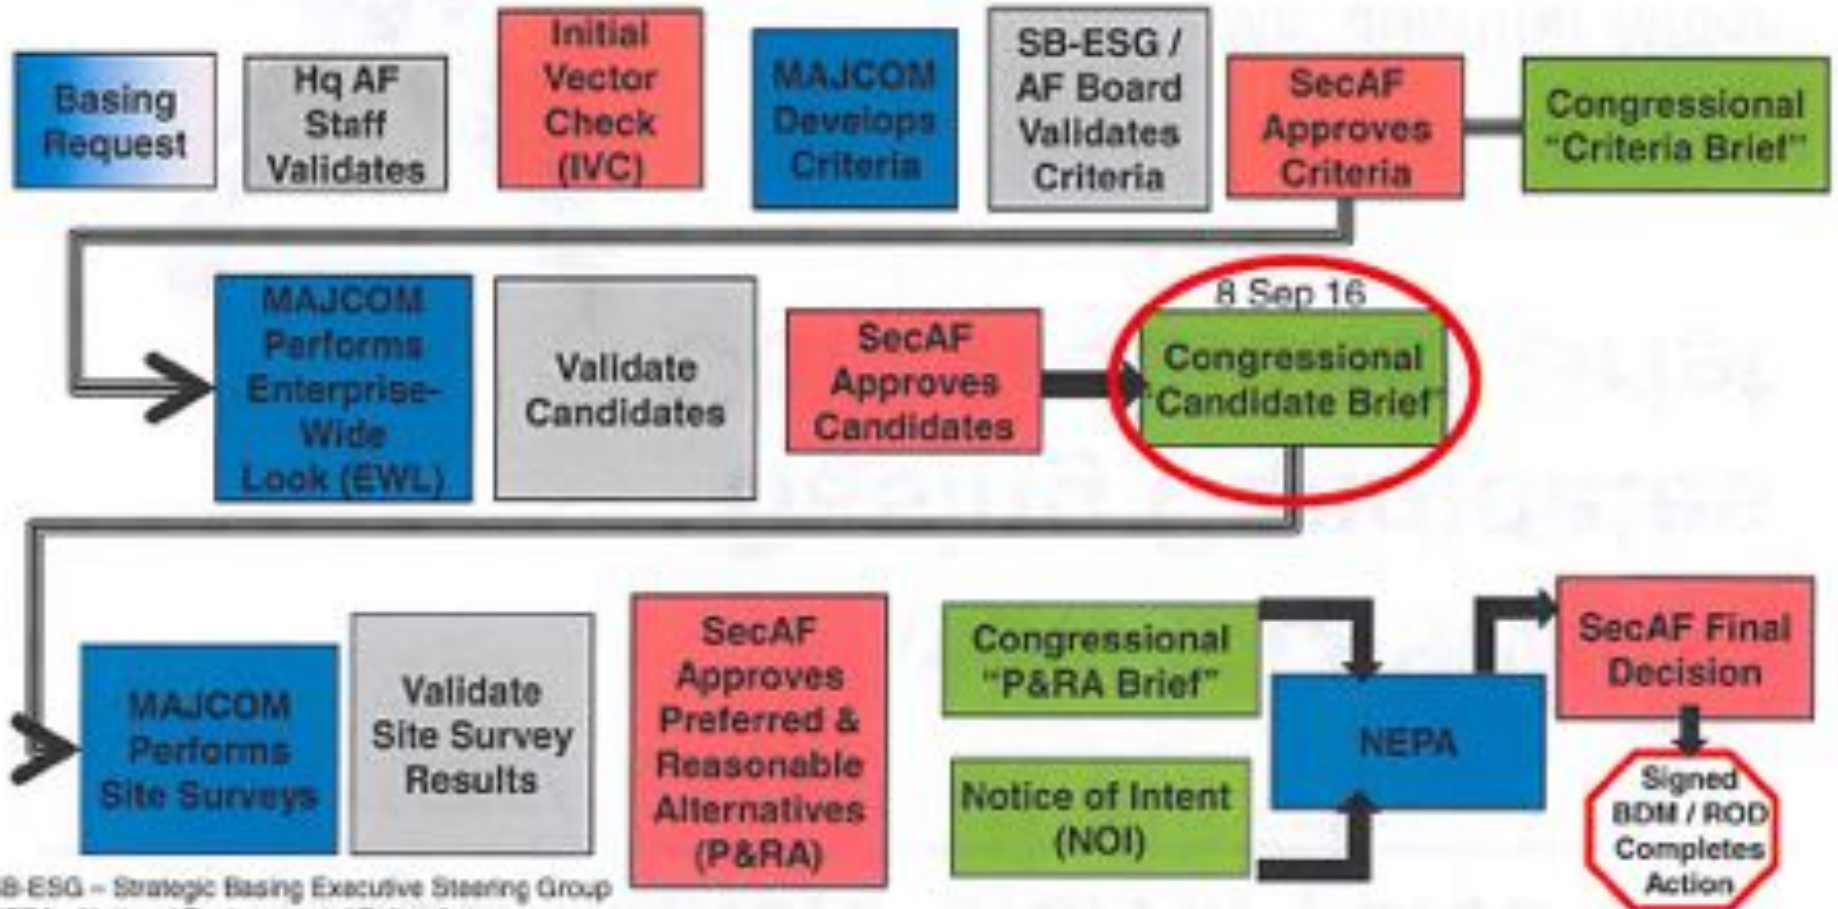 Basing
Request
Hq AF
Staff
Validates
Initial
Vector
Check
(IVC)
MAJCOM
Develops
Criteria
SB-ESG /
AF Board
Validates
Criteria
SecAF
Approves
Criteria
Congressional
"Criteria Brief"
MAJCOM
Performs
Enterprise-
Wide
Look (EWL)
Validate
Candidates
SecAF
Approves
Candidates
8 Sep 16
Congressional
"Candidate Brief"
MAJCOM
Performs
Site Surveys
Validate
Site Survey
Results
SecAF
Approves
Preferred &
Reasonable
Alternatives
(P&RA)
Congressional
"P&RA Brief"
Notice of Intent
(NOI)
NEPA
SecAF Final
Decision
Signed
BDM / ROD
Completes
Action
SB-ESG – Strategic Basing Executive Steering Group